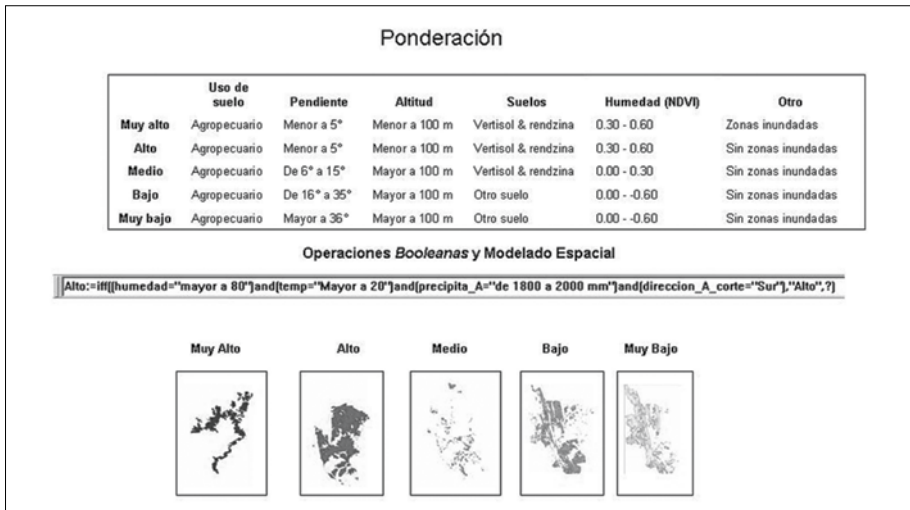 Ponderación
Uso de suelo Pendiente Altitud Suelos Humedad (NDVI) Otro
Muy alto Agropecuario Menor a 5° Menor a 100 m Vertisol & rendzina 0.30 - 0.60 Zonas inundadas
Alto Agropecuario Menor a 5° Menor a 100 m Vertisol & rendzina 0.30 - 0.60 Sin zonas inundadas
Medio Agropecuario De 6° a 15° Mayor a 100 m Vertisol & rendzina 0.00 - 0.30 Sin zonas inundadas
Bajo Agropecuario De 16° a 35° Mayor a 100 m Otro suelo 0.00 - -0.60 Sin zonas inundadas
Muy bajo Agropecuario Mayor a 36° Mayor a 100 m Otro suelo 0.00 - -0.60 Sin zonas inundadas
Operaciones Booleanas y Modelado Espacial
Alto:=iff[(humedad="mayor a 80")and(temp="Mayor a 20")and(precipita_A="de 1800 a 2000 mm")and(direccion_A_corte="Sur"),"Alto",?)
Muy Alto Alto Medio Bajo Muy Bajo